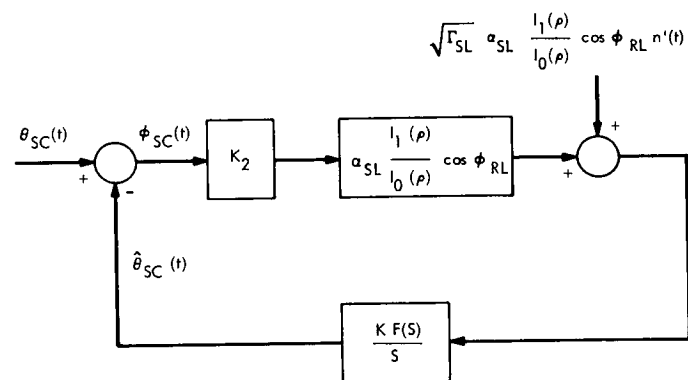 √Γ_SL α_SL I_1(ρ)/I_0(ρ) cos φ_RL n'(t)
θ_SC(t)
φ_SC(t)
+
-
K_2
α_SL I_1(ρ)/I_0(ρ) cos φ_RL
+
+
θ̂_SC(t)
K F(S)/S